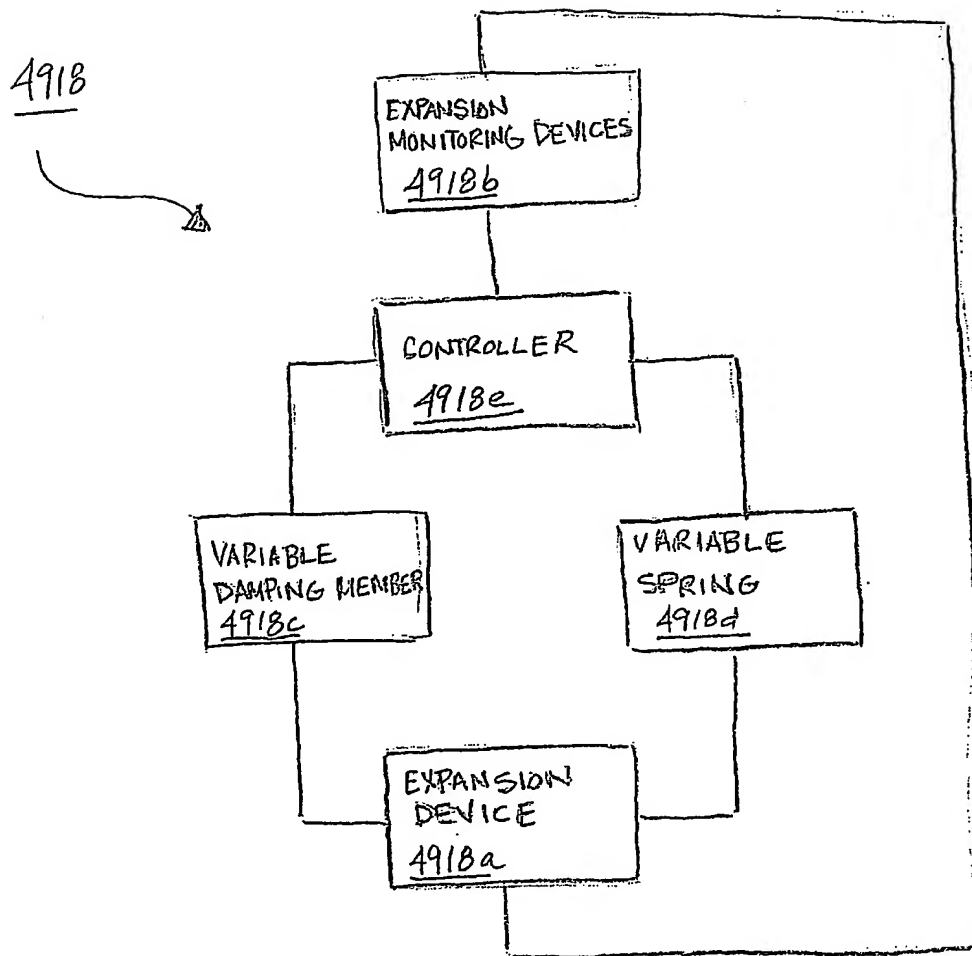 4918
EXPANSION
MONITORING DEVICES
4918b
CONTROLLER
4918e
VARIABLE
DAMPING MEMBER
4918c
VARIABLE
SPRING
4918d
EXPANSION
DEVICE
4918a